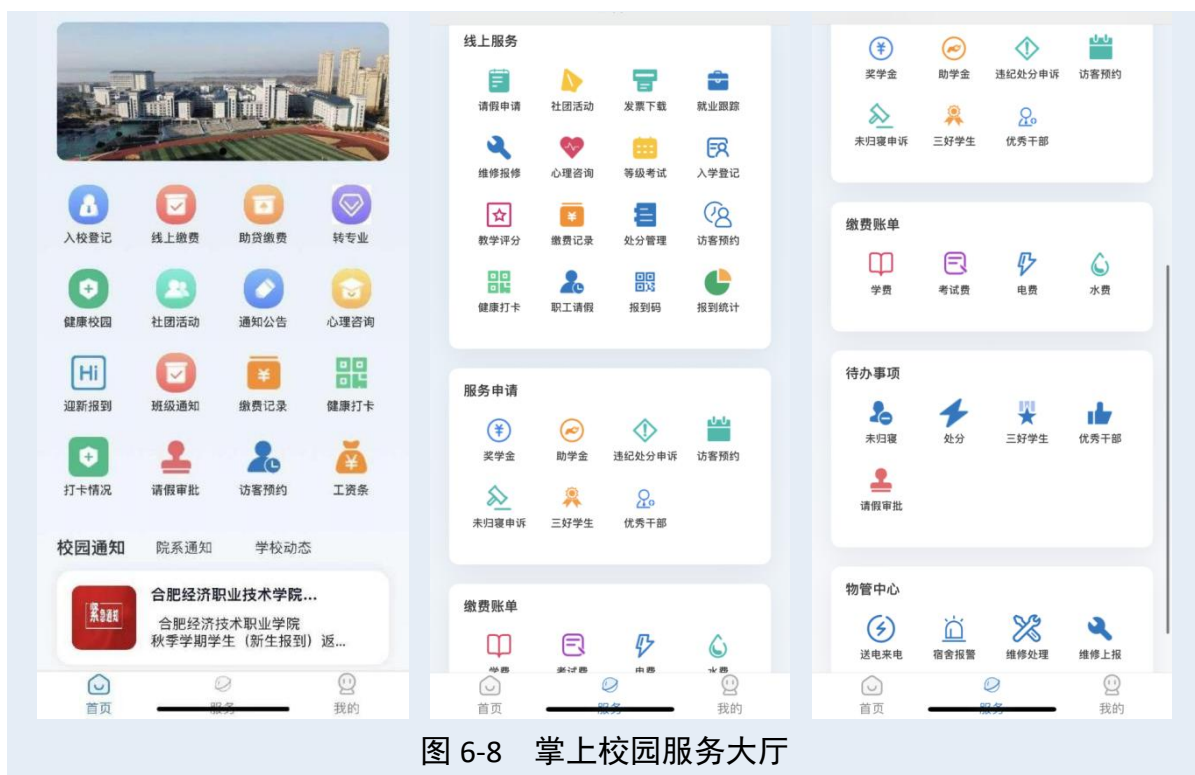 入校登记 线上缴费 助贷缴费 转专业
健康校园 社团活动 通知公告 心理咨询
Hi
迎新报到 班级通知 缴费记录 健康打卡
打卡情况 请假审批 访客预约 工资条
校园通知 院系通知 学校动态
紧急通知
合肥经济职业技术学院...
合肥经济技术职业学院
秋季学期学生（新生报到）返...
首页 服务 我的
线上服务
请假申请 社团活动 发票下载 就业跟踪
维修报修 心理咨询 等级考试 入学登记
教学评分 缴费记录 处分管理 访客预约
健康打卡 职工请假 报到码 报到统计
服务申请
奖学金 助学金 违纪处分申诉 访客预约
未归寝申诉 三好学生 优秀干部
缴费账单
学费 考试费 电费 水费
首页 服务 我的
奖学金 助学金 违纪处分申诉 访客预约
未归寝申诉 三好学生 优秀干部
缴费账单
学费 考试费 电费 水费
待办事项
未归寝 处分 三好学生 优秀干部
请假审批
物管中心
送电来电 宿舍报警 维修处理 维修上报
首页 服务 我的
图 6-8 掌上校园服务大厅